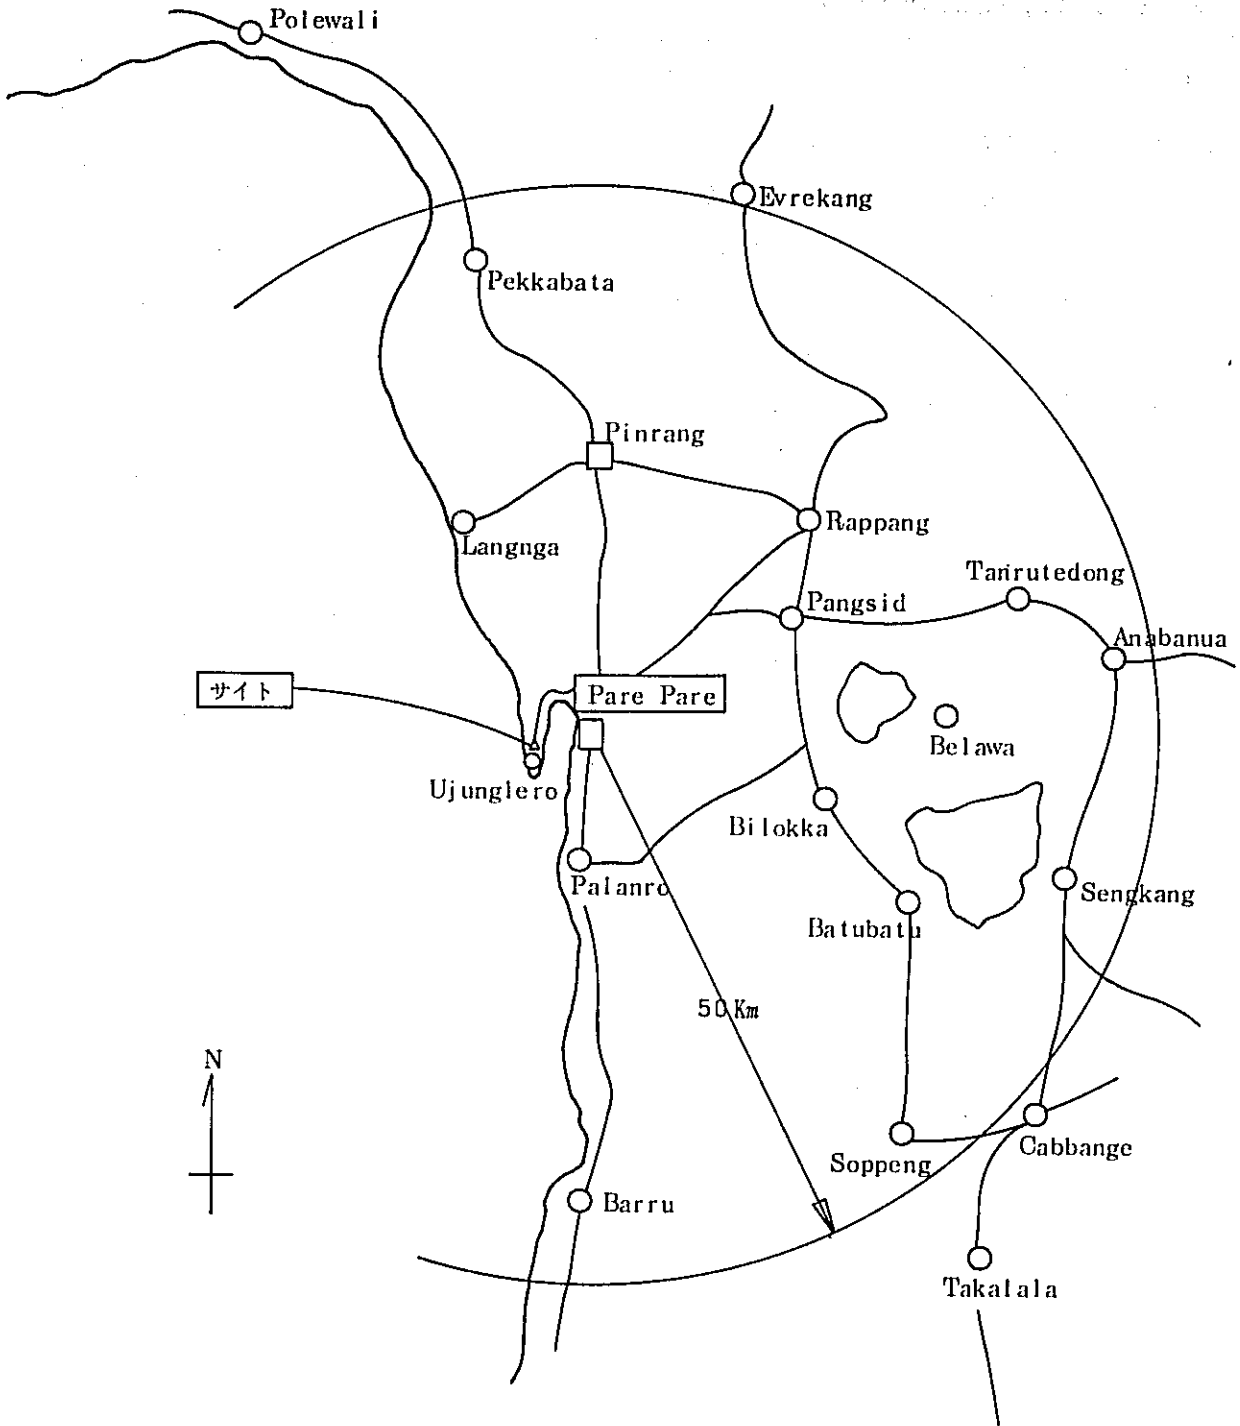 Polewali
Evrekang
Pekkabata
Pinrang
Rappang
Langnga
Tanrutedong
Pangsid
Anabanua
サイト
Pare Pare
Belawa
Ujunglero
Bilokka
Palanro
Sengkang
Batubatu
50Km
N
Cabbange
Soppeng
Barru
Takalala